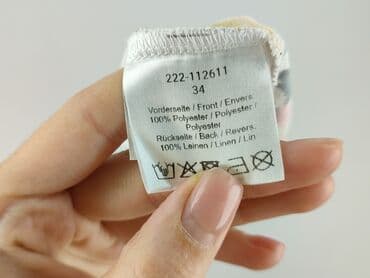 222-112611
34
Vorderseite / Front / Envers.
100% Polyester / Polyester /
Polyester
Rückseite / Back / Revers.
100% Leinen / Linen / Lin